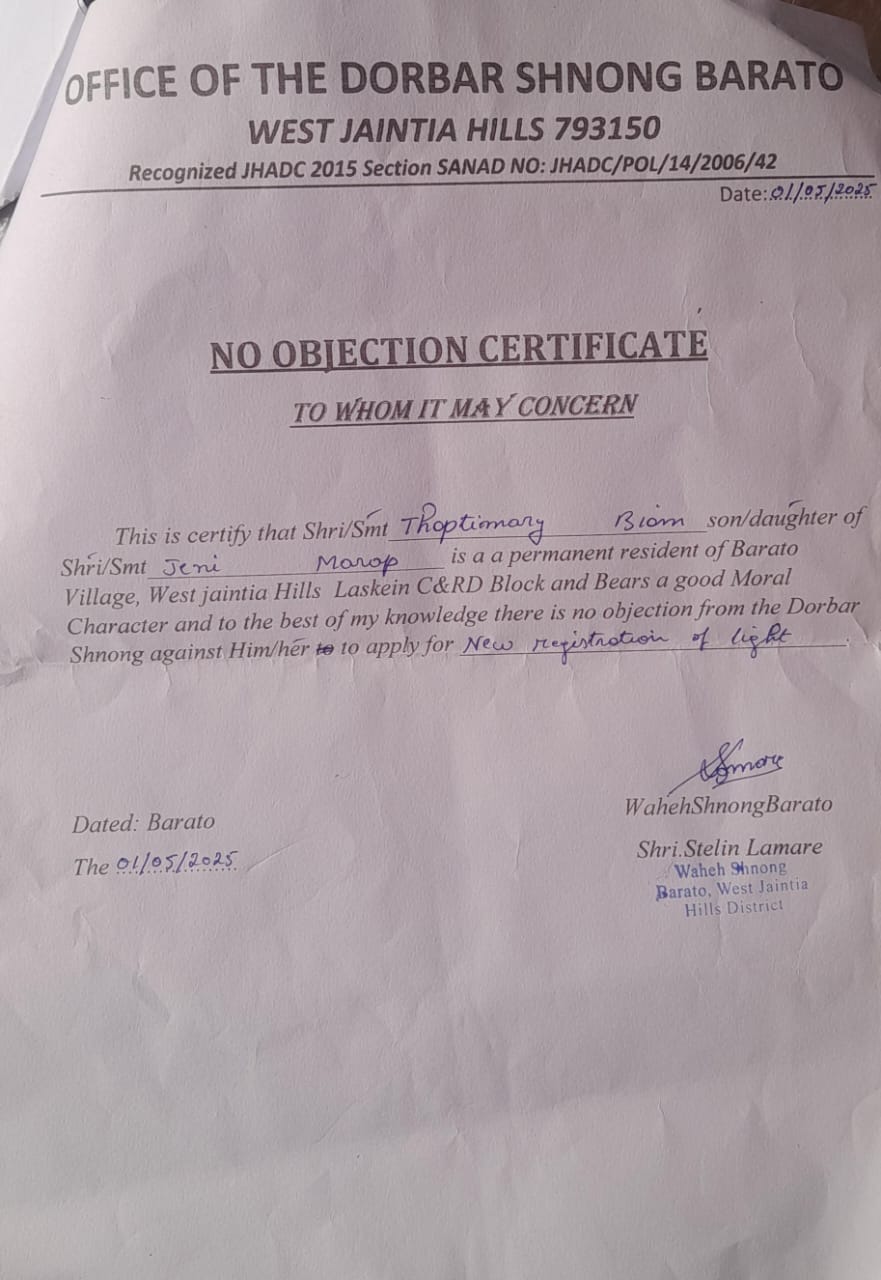 OFFICE OF THE DORBAR SHNONG BARATO
WEST JAINTIA HILLS 793150
Recognized JHADC 2015 Section SANAD NO: JHADC/POL/14/2006/42
Date: 01/05/2025
NO OBJECTION CERTIFICATE
TO WHOM IT MAY CONCERN
This is certify that Shri/Smt Thoptimary Biam son/daughter of
Shri/Smt Jeni Marop is a a permanent resident of Barato
Village, West jaintia Hills Laskein C&RD Block and Bears a good Moral
Character and to the best of my knowledge there is no objection from the Dorbar
Shnong against Him/her to to apply for New registration of light.
Lamare
WahehShnongBarato
Dated: Barato
Shri.Stelin Lamare
The 01/05/2025
Waheh Shnong
Barato, West Jaintia
Hills District